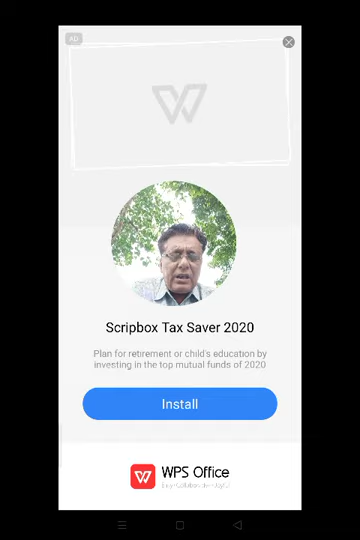 AD
Scripbox Tax Saver 2020
Plan for retirement or child's education by
investing in the top mutual funds of 2020
Install
WPS Office